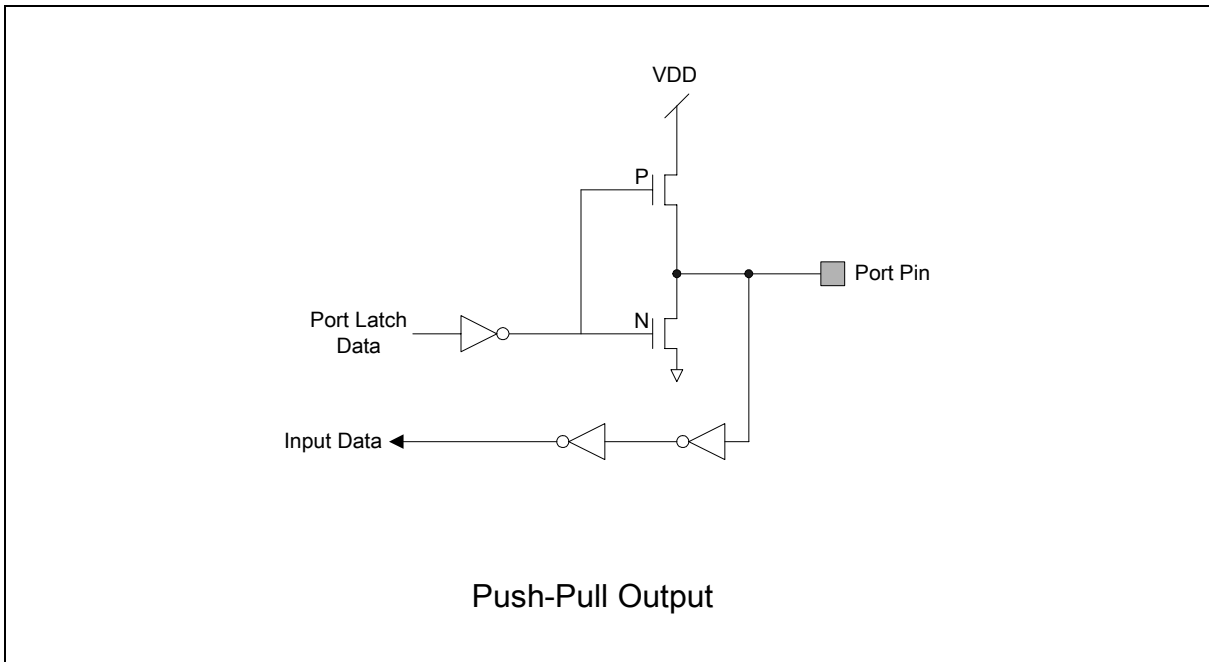 VDD
P
Port Pin
N
Port Latch
Data
Input Data
Push-Pull Output